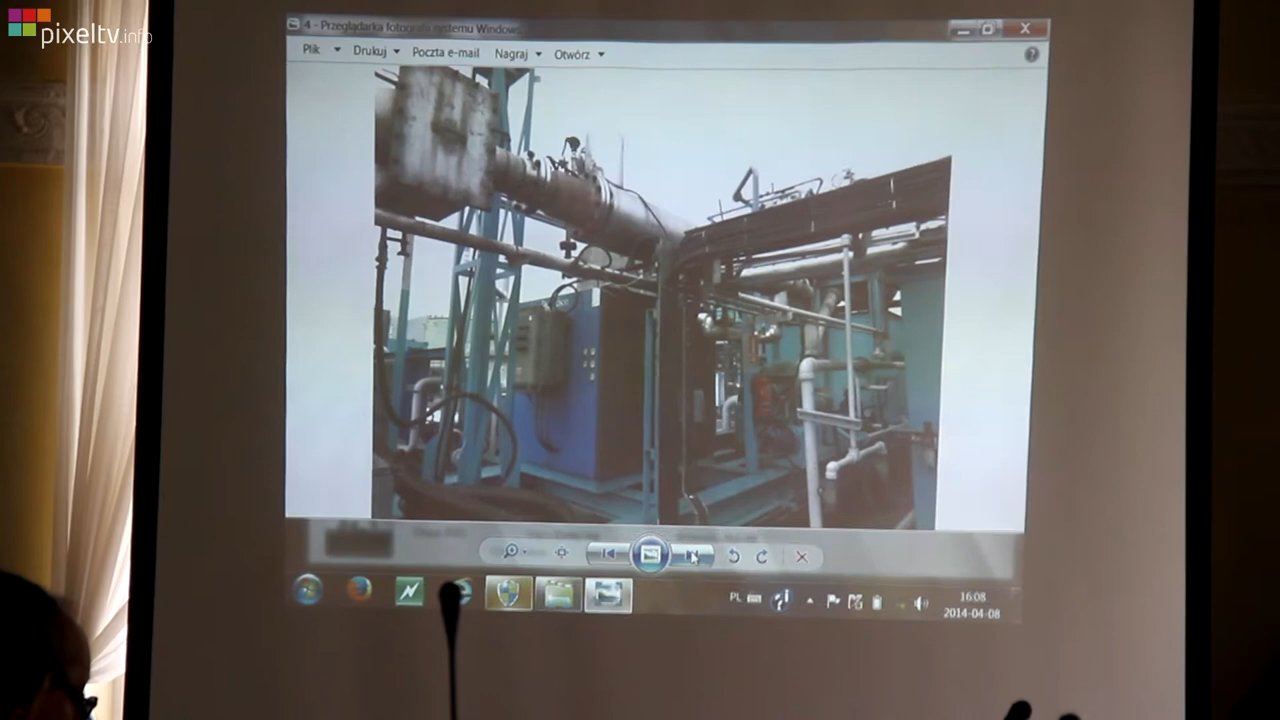 pixeltv.info
4 - Przeglądarka fotografii systemu Windows
Plik Drukuj Poczta e-mail Nagraj Otwórz
PL
16:08
2014-04-08